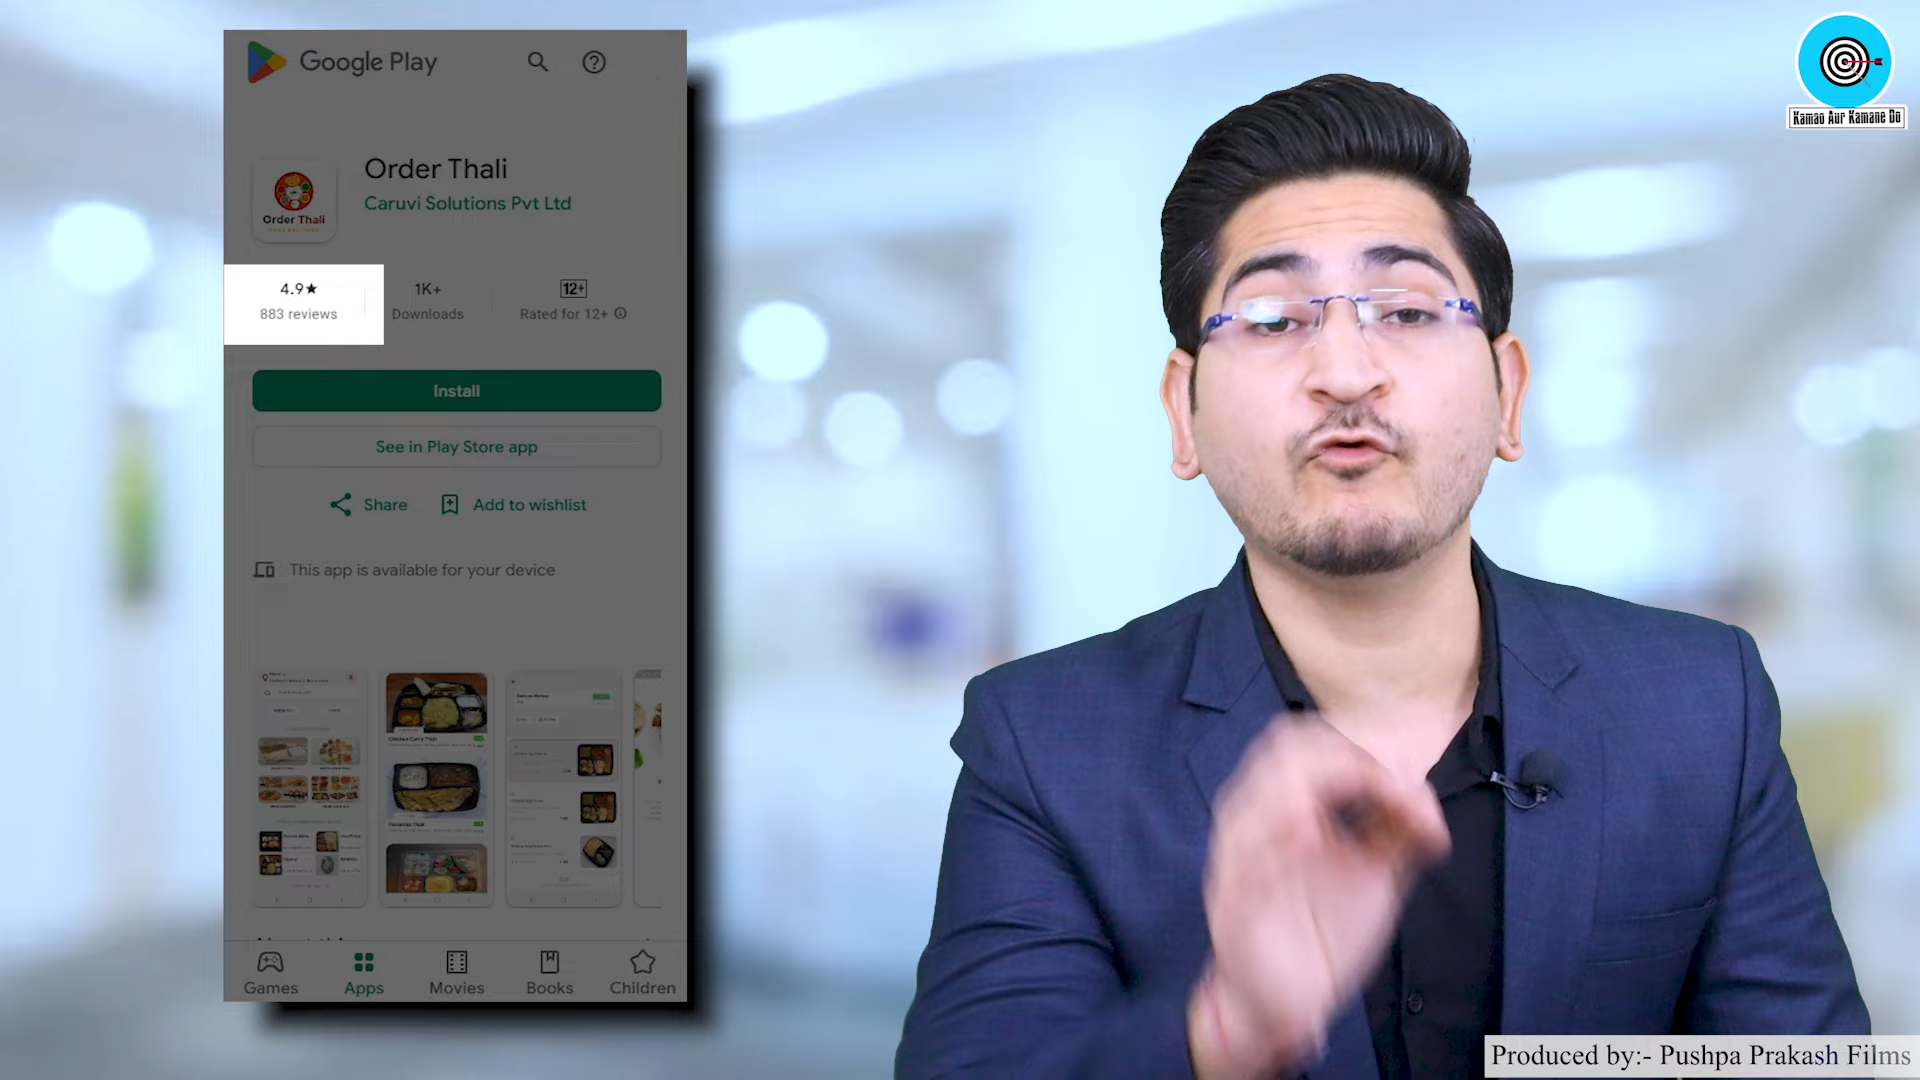 Google Play
Order Thali
Caruvi Solutions Pvt Ltd
Order Thali
4.9★
883 reviews
1K+
Downloads
12+
Rated for 12+
Install
See in Play Store app
Share
Add to wishlist
This app is available for your device
Games
Apps
Movies
Books
Children
Kamao Aur Kamane Do
Produced by:- Pushpa Prakash Films